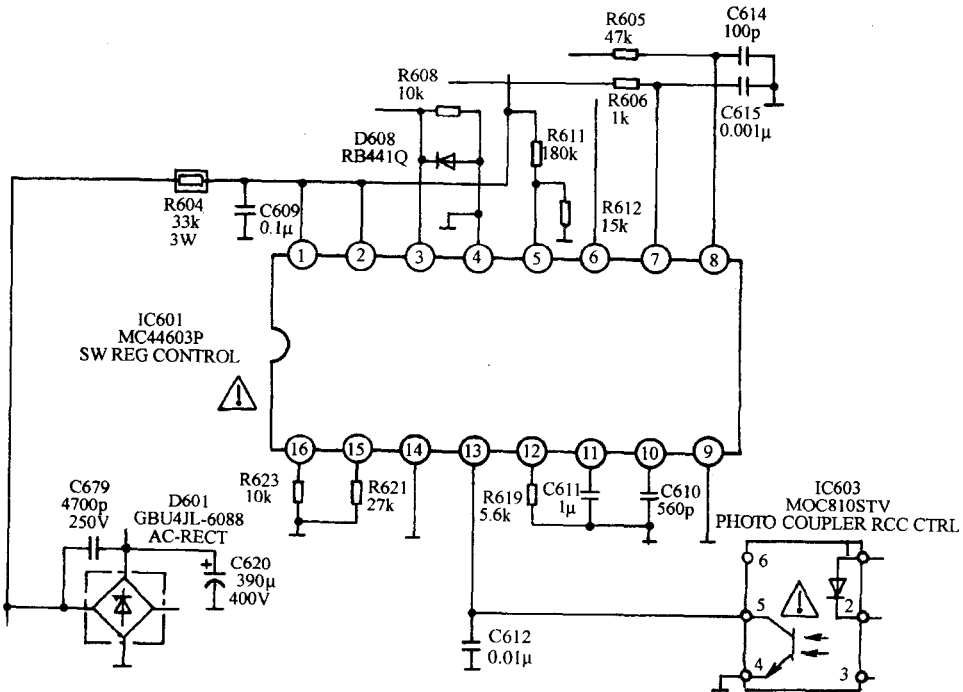 R605
47k
C614
100p
R608
10k
R606
1k
C615
0.001μ
D608
RB441Q
R611
180k
R604
33k
3W
C609
0.1μ
R612
15k
1
2
3
4
5
6
7
8
IC601
MC44603P
SW REG CONTROL
!
16
15
14
13
12
11
10
9
R623
10k
R621
27k
R619
5.6k
C611
1μ
C610
560p
C679
4700p
250V
D601
GBU4JL-6088
AC-RECT
+
C620
390μ
400V
IC603
MOC810STV
PHOTO COUPLER RCC CTRL
6
1
5
!
2
4
3
C612
0.01μ